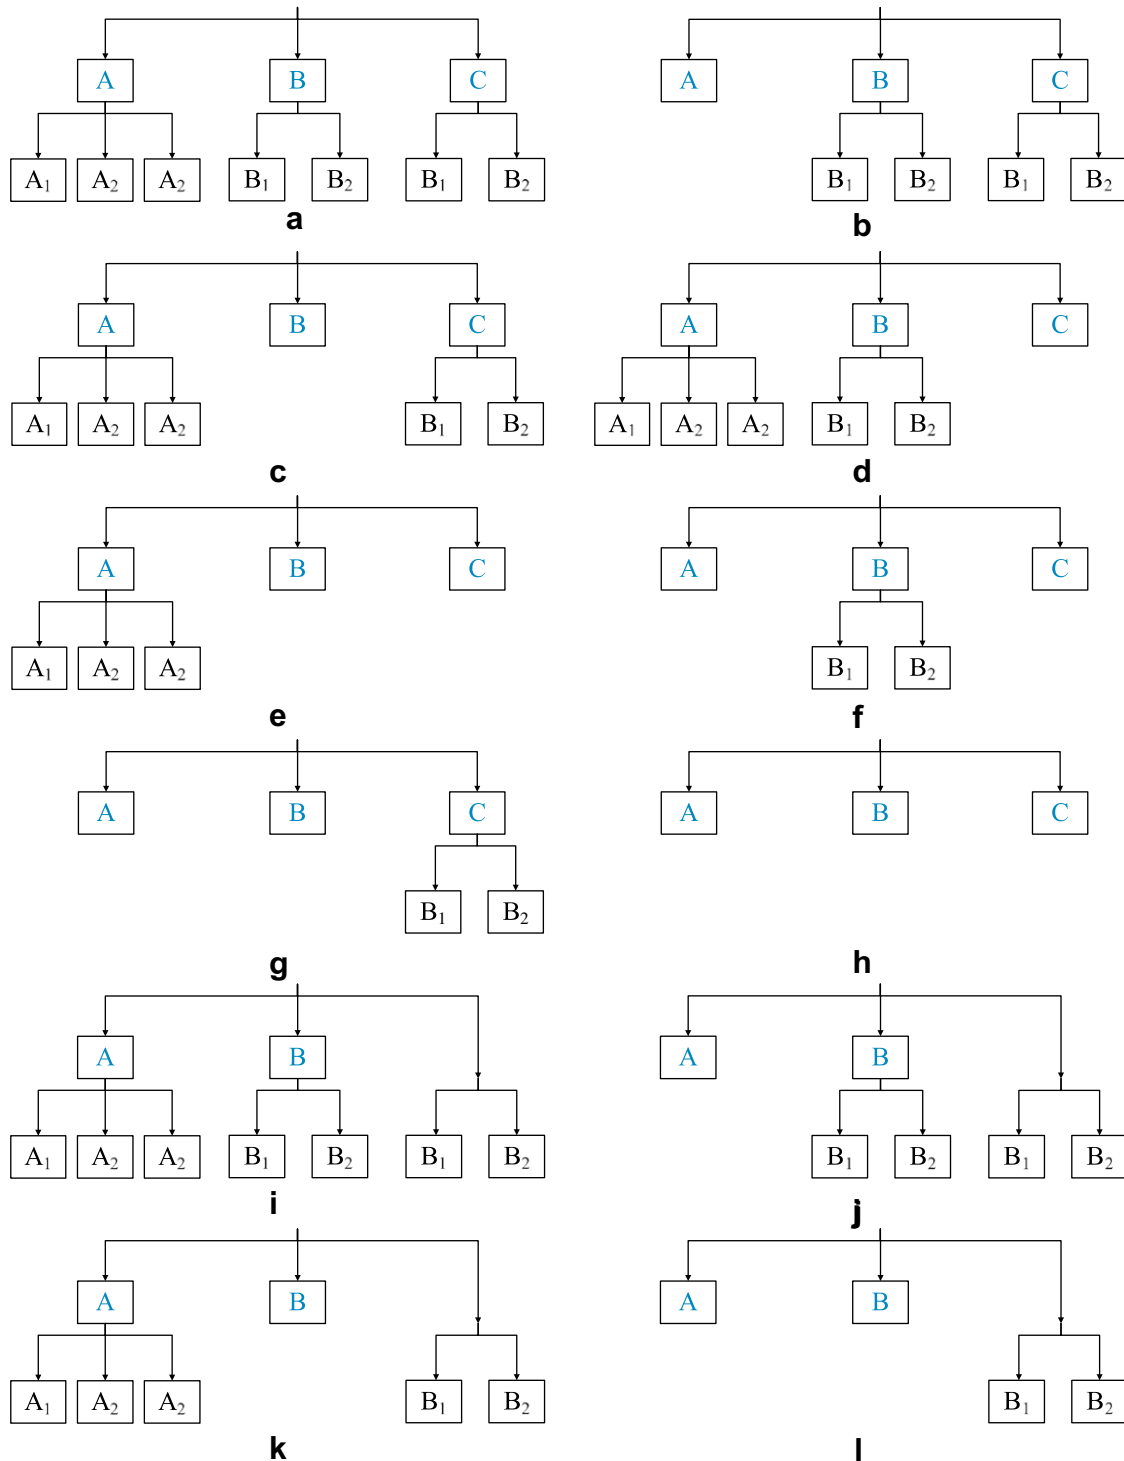 A B C
A₁ A₂ A₂ B₁ B₂ B₁ B₂
a
A B C
B₁ B₂ B₁ B₂
b
A B C
A₁ A₂ A₂ B₁ B₂
c
A B C
A₁ A₂ A₂ B₁ B₂
d
A B C
A₁ A₂ A₂
e
A B C
B₁ B₂
f
A B C
B₁ B₂
g
A B C
h
A B
A₁ A₂ A₂ B₁ B₂ B₁ B₂
i
A B
B₁ B₂ B₁ B₂
j
A B
A₁ A₂ A₂ B₁ B₂
k
A B
B₁ B₂
l